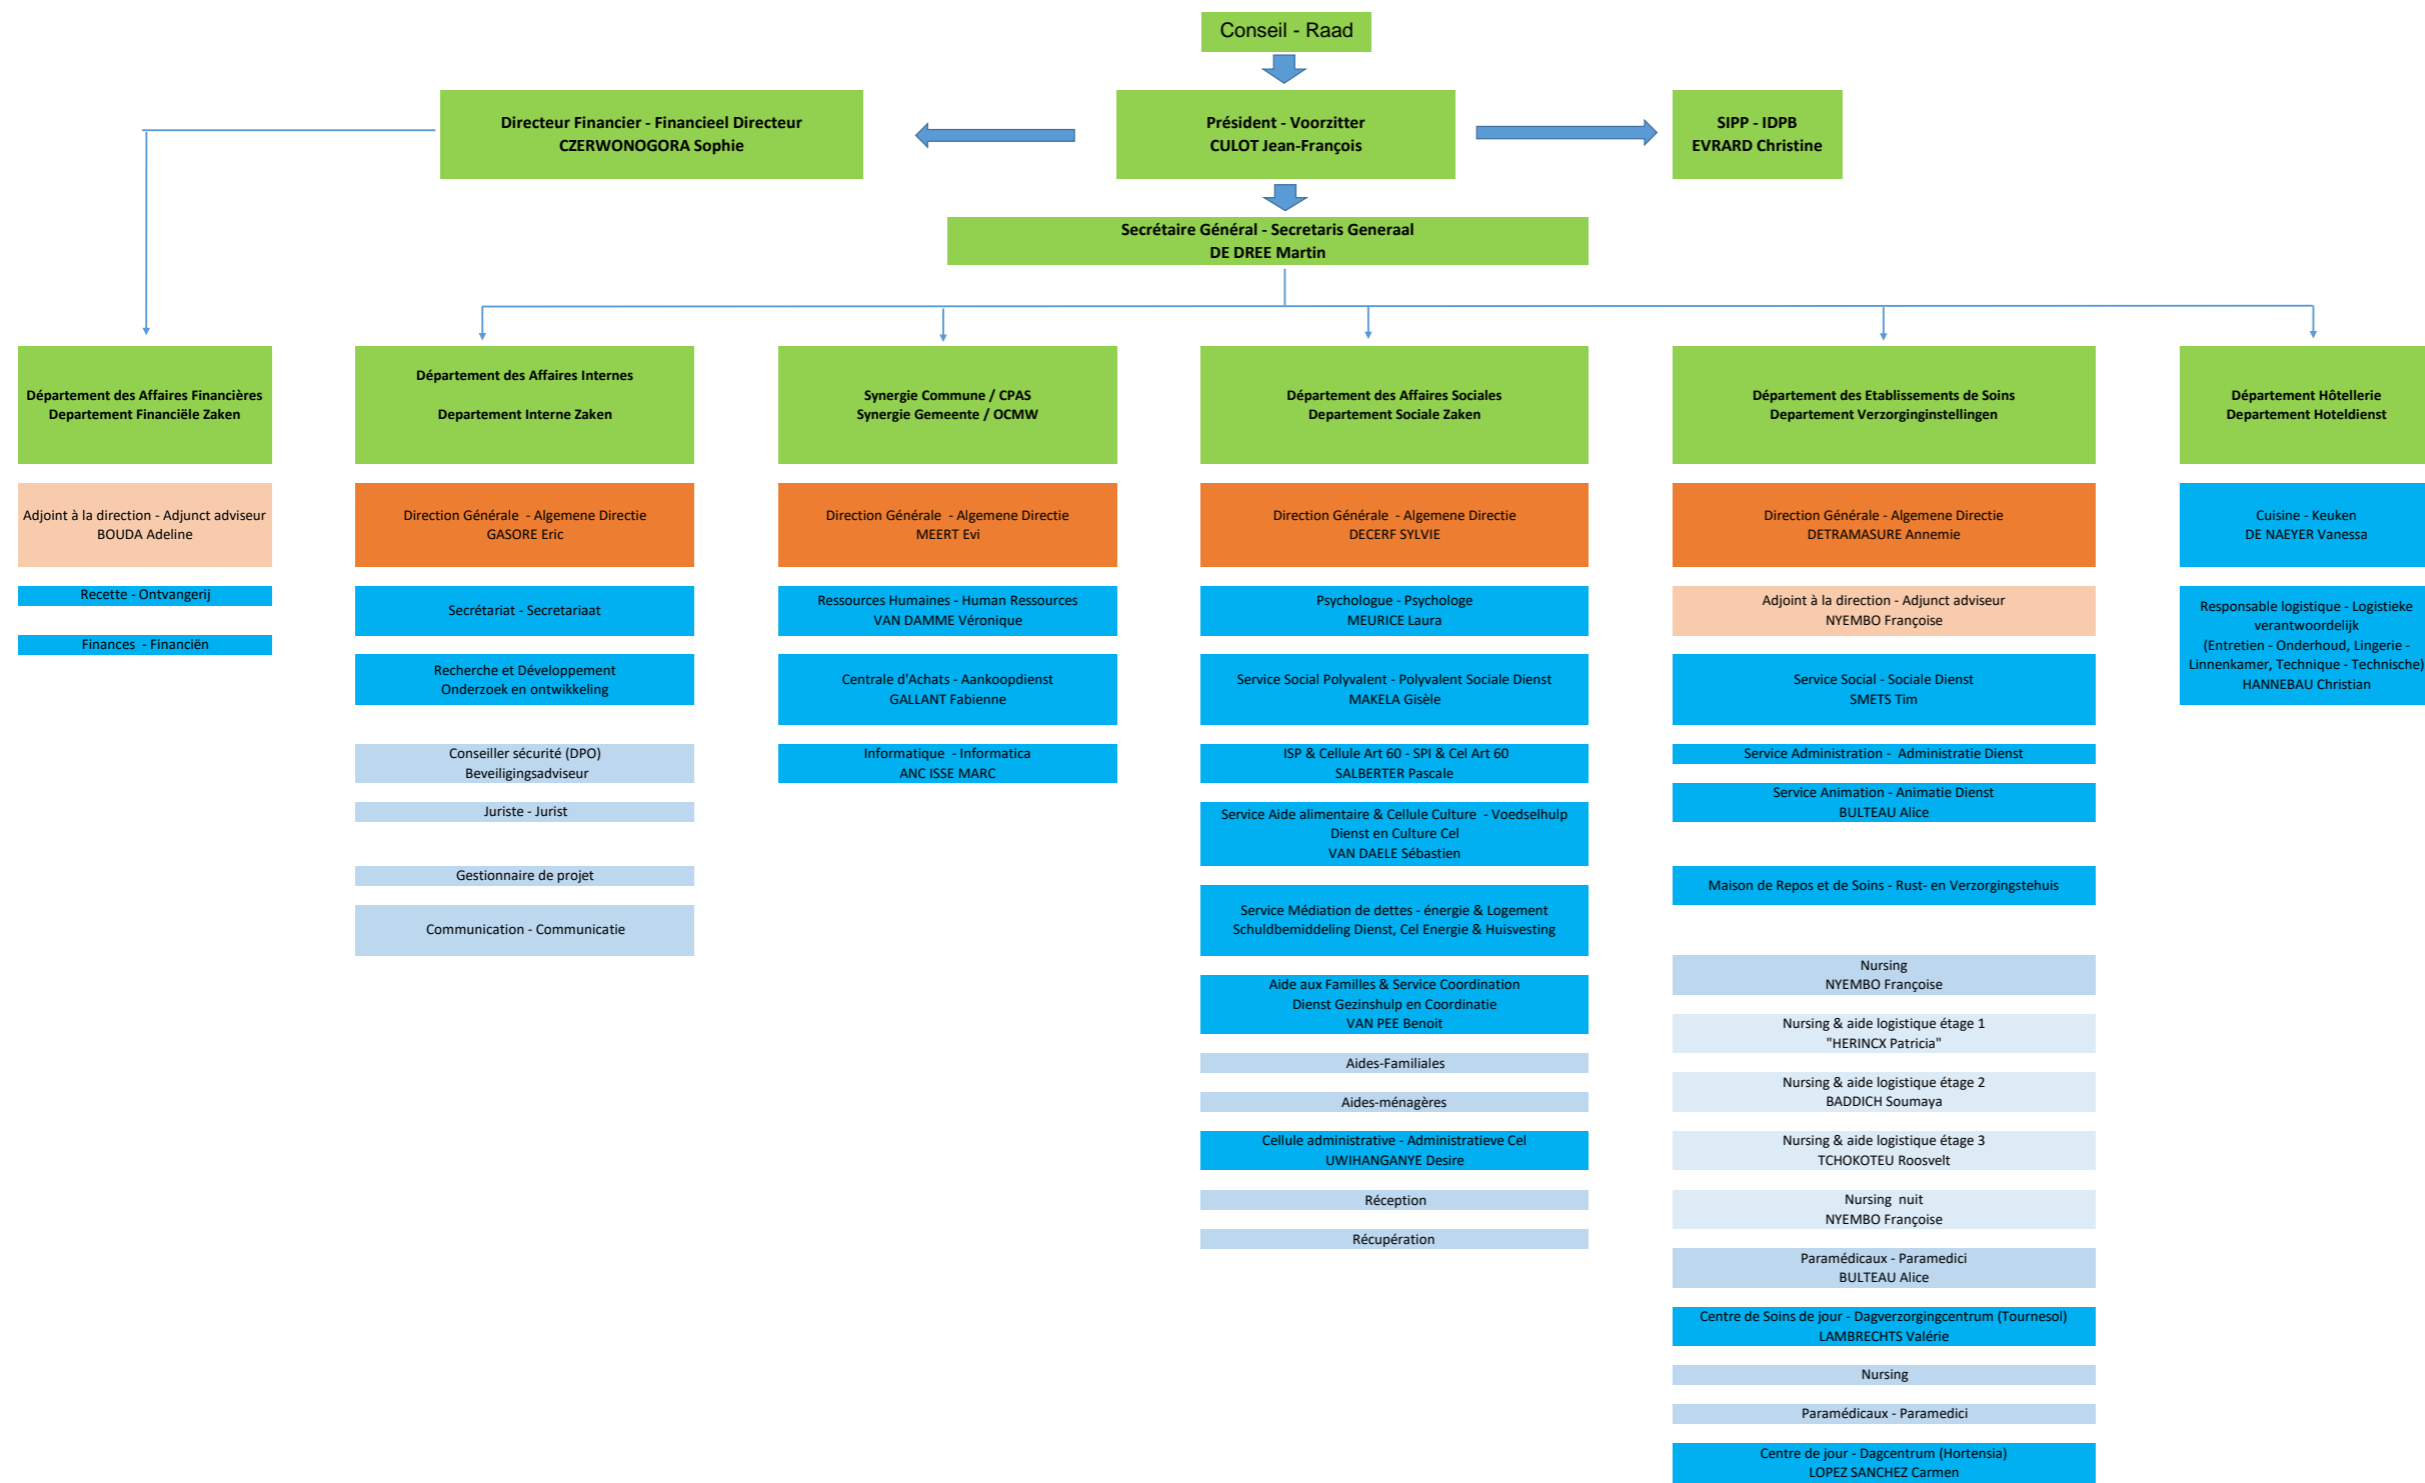 Conseil - Raad
Directeur Financier - Financieel Directeur
CZERWONOGORA Sophie
Président - Voorzitter
CULOT Jean-François
SIPP - IDPB
EVRARD Christine
Secrétaire Général - Secretaris Generaal
DE DREE Martin
Département des Affaires Financières
Departement Financiële Zaken
Adjoint à la direction - Adjunct adviseur
BOUDA Adeline
Recette - Ontvangerij
Finances - Financiën
Département des Affaires Internes
Departement Interne Zaken
Direction Générale - Algemene Directie
GASORE Eric
Secrétariat - Secretariaat
Recherche et Développement
Onderzoek en ontwikkeling
Conseiller sécurité (DPO)
Beveiligingsadviseur
Juriste - Jurist
Gestionnaire de projet
Communication - Communicatie
Synergie Commune / CPAS
Synergie Gemeente / OCMW
Direction Générale - Algemene Directie
MEERT Evi
Ressources Humaines - Human Ressources
VAN DAMME Véronique
Centrale d'Achats - Aankoopdienst
GALLANT Fabienne
Informatique - Informatica
ANC ISSE MARC
Département des Affaires Sociales
Departement Sociale Zaken
Direction Générale - Algemene Directie
DECERF SYLVIE
Psychologue - Psychologe
MEURICE Laura
Service Social Polyvalent - Polyvalent Sociale Dienst
MAKELA Gisèle
ISP & Cellule Art 60 - SPI & Cel Art 60
SALBERTER Pascale
Service Aide alimentaire & Cellule Culture - Voedselhulp
Dienst en Culture Cel
VAN DAELE Sébastien
Service Médiation de dettes - énergie & Logement
Schuldbemiddeling Dienst, Cel Energie & Huisvesting
Aide aux Familles & Service Coordination
Dienst Gezinshulp en Coordinatie
VAN PEE Benoit
Aides-Familiales
Aides-ménagères
Cellule administrative - Administratieve Cel
UWIHANGANYE Desire
Réception
Récupération
Département des Etablissements de Soins
Departement Verzorginginstellingen
Direction Générale - Algemene Directie
DETRAMASURE Annemie
Adjoint à la direction - Adjunct adviseur
NYEMBO Françoise
Service Social - Sociale Dienst
SMETS Tim
Service Administration - Administratie Dienst
Service Animation - Animatie Dienst
BULTEAU Alice
Maison de Repos et de Soins - Rust- en Verzorgingstehuis
Nursing
NYEMBO Françoise
Nursing & aide logistique étage 1
"HERINCX Patricia"
Nursing & aide logistique étage 2
BADDICH Soumaya
Nursing & aide logistique étage 3
TCHOKOTEU Roosvelt
Nursing nuit
NYEMBO Françoise
Paramédicaux - Paramedici
BULTEAU Alice
Centre de Soins de jour - Dagverzorgingcentrum (Tournesol)
LAMBRECHTS Valérie
Nursing
Paramédicaux - Paramedici
Centre de jour - Dagcentrum (Hortensia)
LOPEZ SANCHEZ Carmen
Département Hôtellerie
Departement Hoteldienst
Cuisine - Keuken
DE NAEYER Vanessa
Responsable logistique - Logistieke
verantwoordelijk
(Entretien - Onderhoud, Lingerie -
Linnenkamer, Technique - Technische)
HANNEBAU Christian